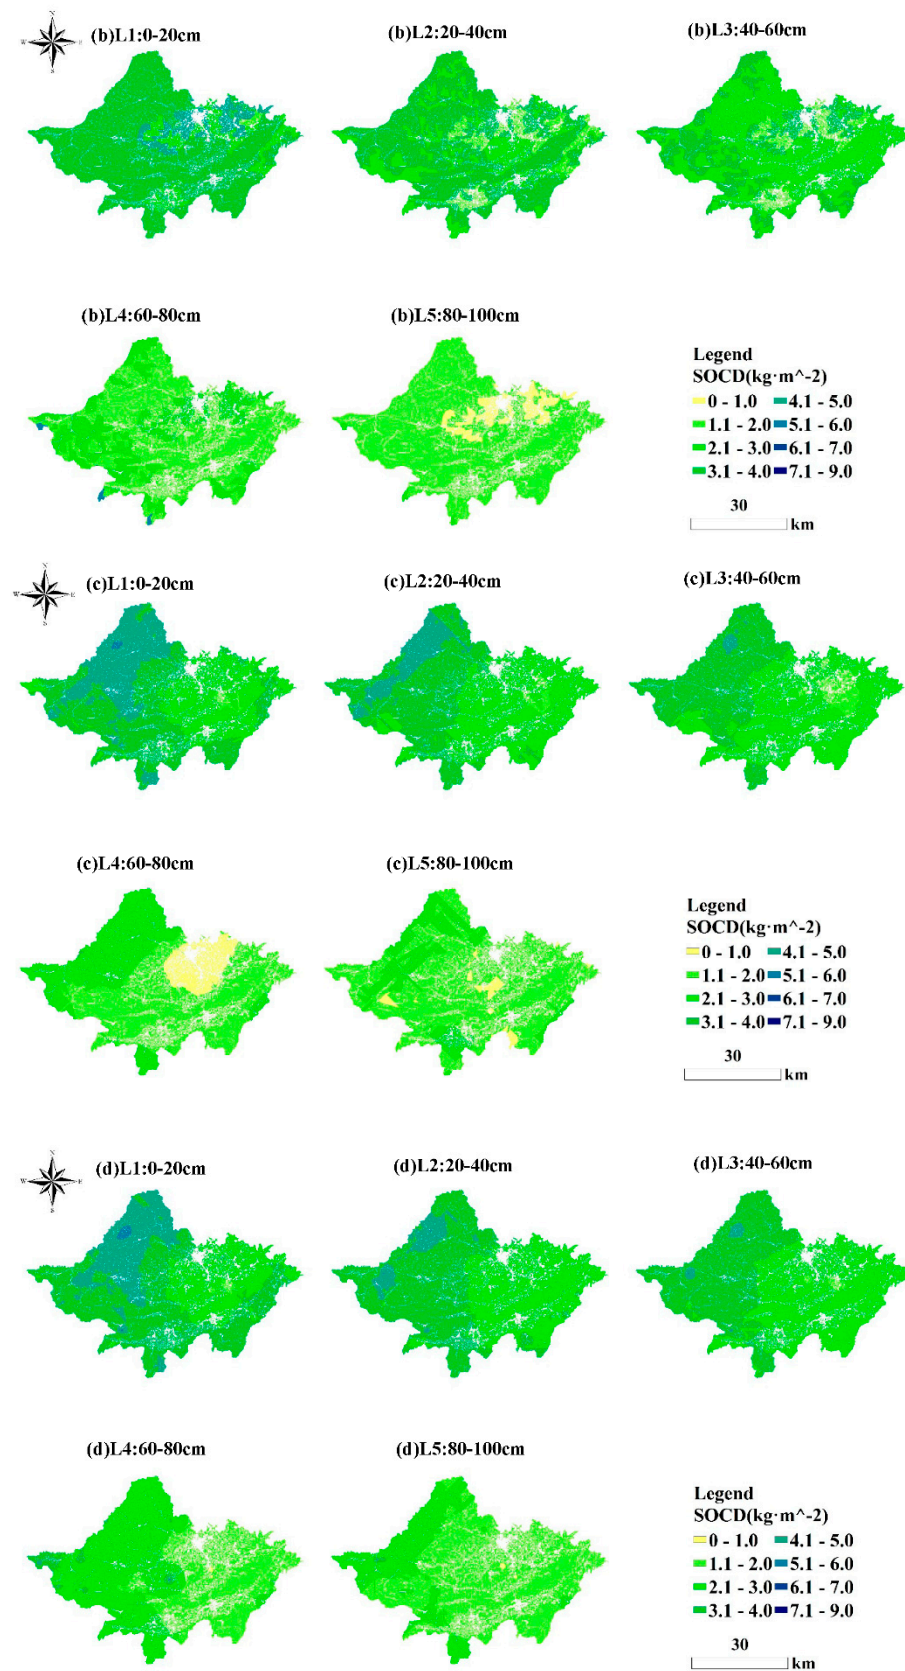 N
W E
S
(b)L1:0-20cm
(b)L2:20-40cm
(b)L3:40-60cm
(b)L4:60-80cm
(b)L5:80-100cm
Legend
SOCD(kg·m^-2)
0 - 1.0 4.1 - 5.0
1.1 - 2.0 5.1 - 6.0
2.1 - 3.0 6.1 - 7.0
3.1 - 4.0 7.1 - 9.0
30
km
N
W E
S
(c)L1:0-20cm
(c)L2:20-40cm
(c)L3:40-60cm
(c)L4:60-80cm
(c)L5:80-100cm
Legend
SOCD(kg·m^-2)
0 - 1.0 4.1 - 5.0
1.1 - 2.0 5.1 - 6.0
2.1 - 3.0 6.1 - 7.0
3.1 - 4.0 7.1 - 9.0
30
km
N
W E
S
(d)L1:0-20cm
(d)L2:20-40cm
(d)L3:40-60cm
(d)L4:60-80cm
(d)L5:80-100cm
Legend
SOCD(kg·m^-2)
0 - 1.0 4.1 - 5.0
1.1 - 2.0 5.1 - 6.0
2.1 - 3.0 6.1 - 7.0
3.1 - 4.0 7.1 - 9.0
30
km